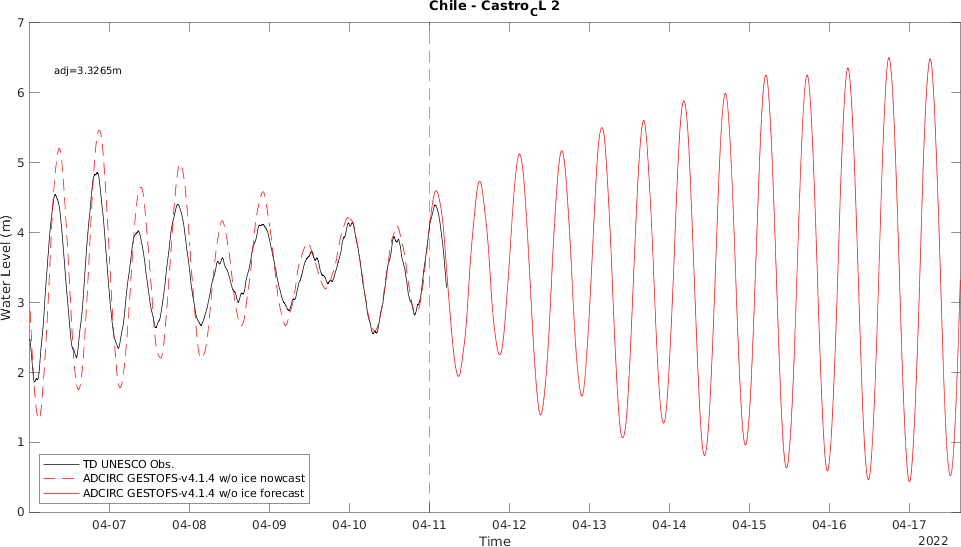 Chile - Castro_CL 2
adj=3.3265m
Water Level (m)
7
6
5
4
3
2
1
0
TD UNESCO Obs.
ADCIRC GESTOFS-v4.1.4 w/o ice nowcast
ADCIRC GESTOFS-v4.1.4 w/o ice forecast
04-07 04-08 04-09 04-10 04-11 04-12 04-13 04-14 04-15 04-16 04-17
Time
2022